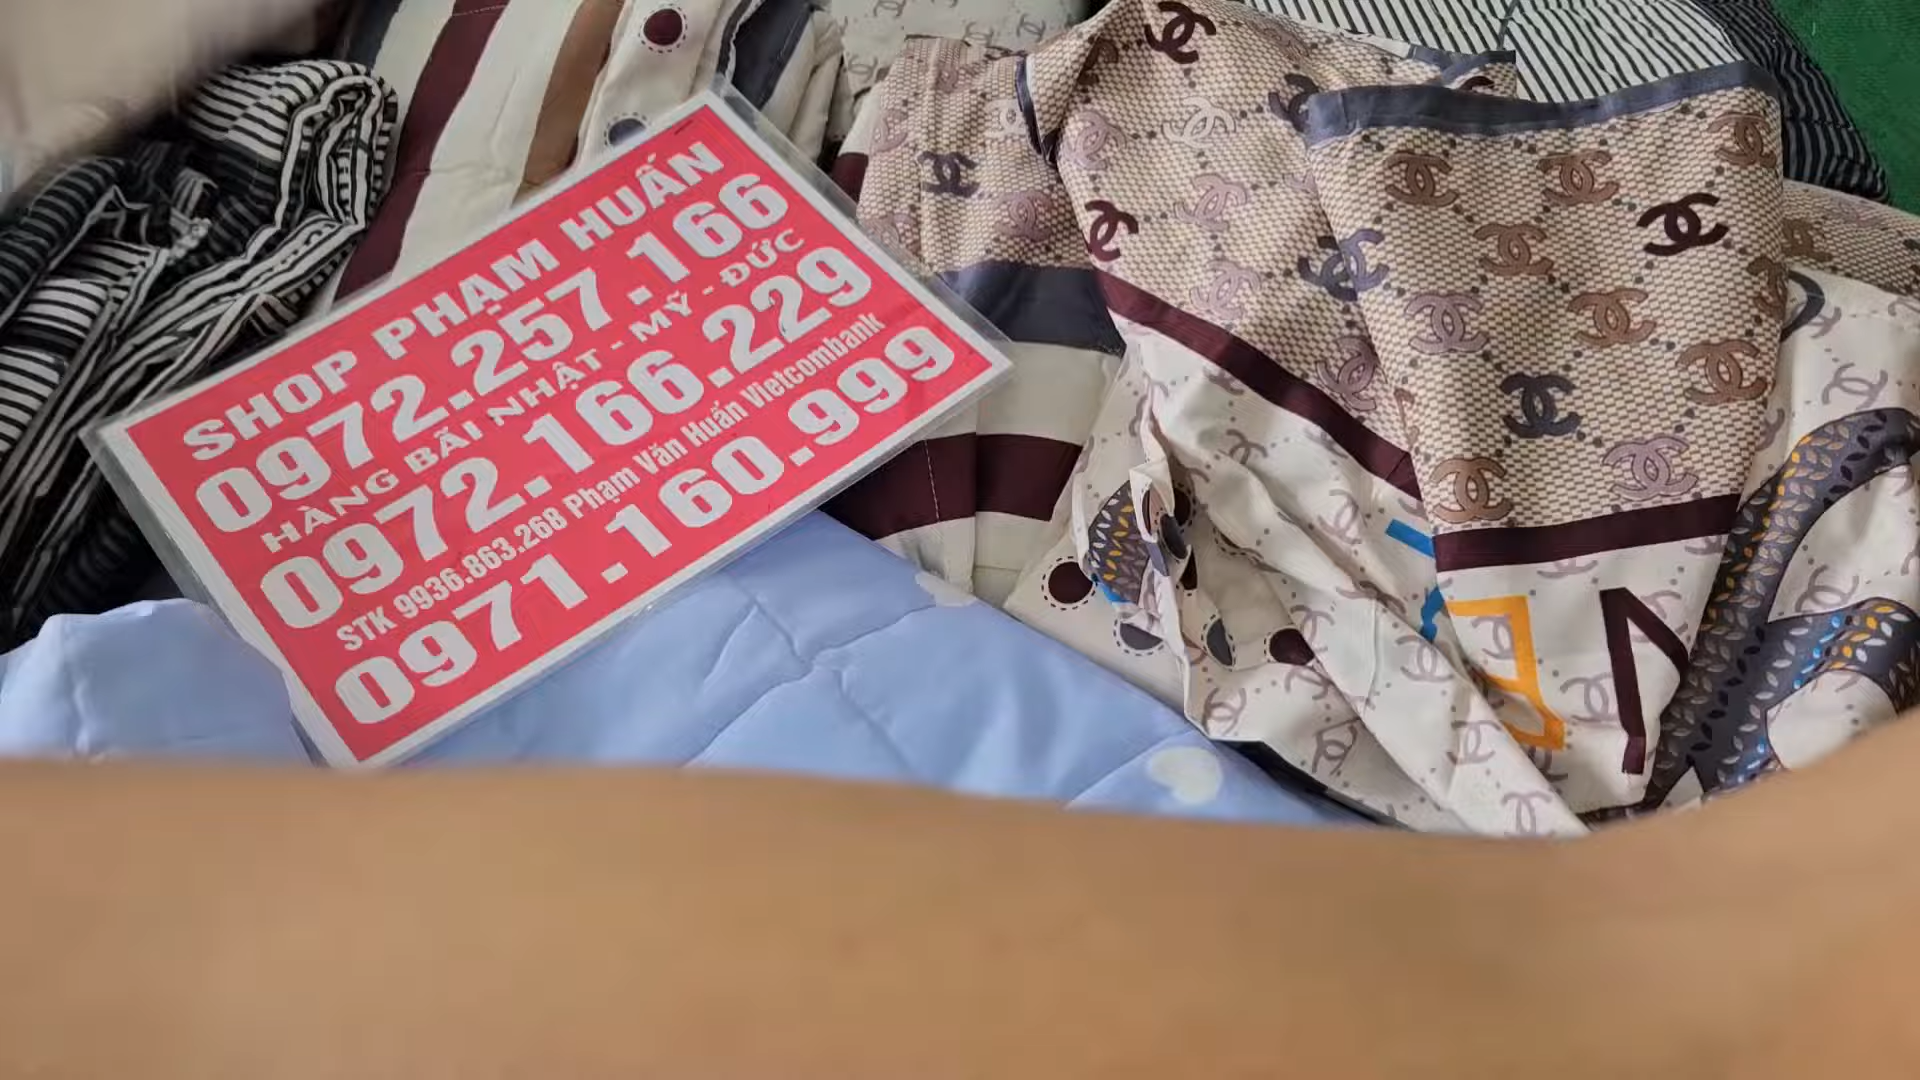 SHOP PHẠM HUẤN
0972.257.166
HÀNG BÃI NHẬT - MỸ - ĐỨC
0972.166.229
STK 9936.863.268 Phạm Văn Huấn Vietcombank
0971.160.999